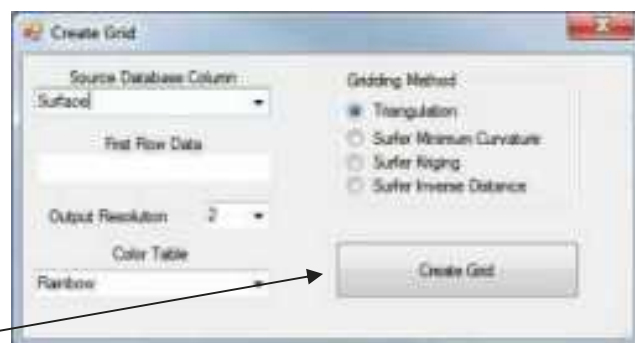 Create Grid
Source Database Column
Surface
First Row Data
Output Resolution 2
Color Table
Rainbow
Gridding Method
Triangulation
Surfer Minimum Curvature
Surfer Kriging
Surfer Inverse Distance
Create Grid